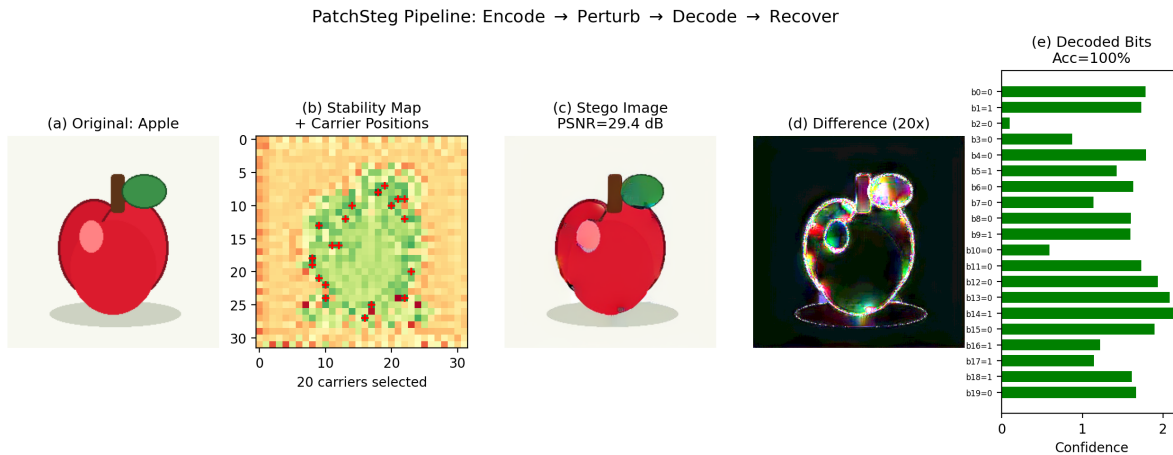 PatchSteg Pipeline: Encode → Perturb → Decode → Recover
(a) Original: Apple
(b) Stability Map
+ Carrier Positions
0
5
10
15
20
25
30
0
10
20
30
20 carriers selected
(c) Stego Image
PSNR=29.4 dB
(d) Difference (20x)
(e) Decoded Bits
Acc=100%
b0=0
b1=1
b2=0
b3=0
b4=0
b5=1
b6=0
b7=0
b8=0
b9=1
b10=0
b11=0
b12=0
b13=0
b14=1
b15=0
b16=1
b17=1
b18=1
b19=0
0
1
2
Confidence